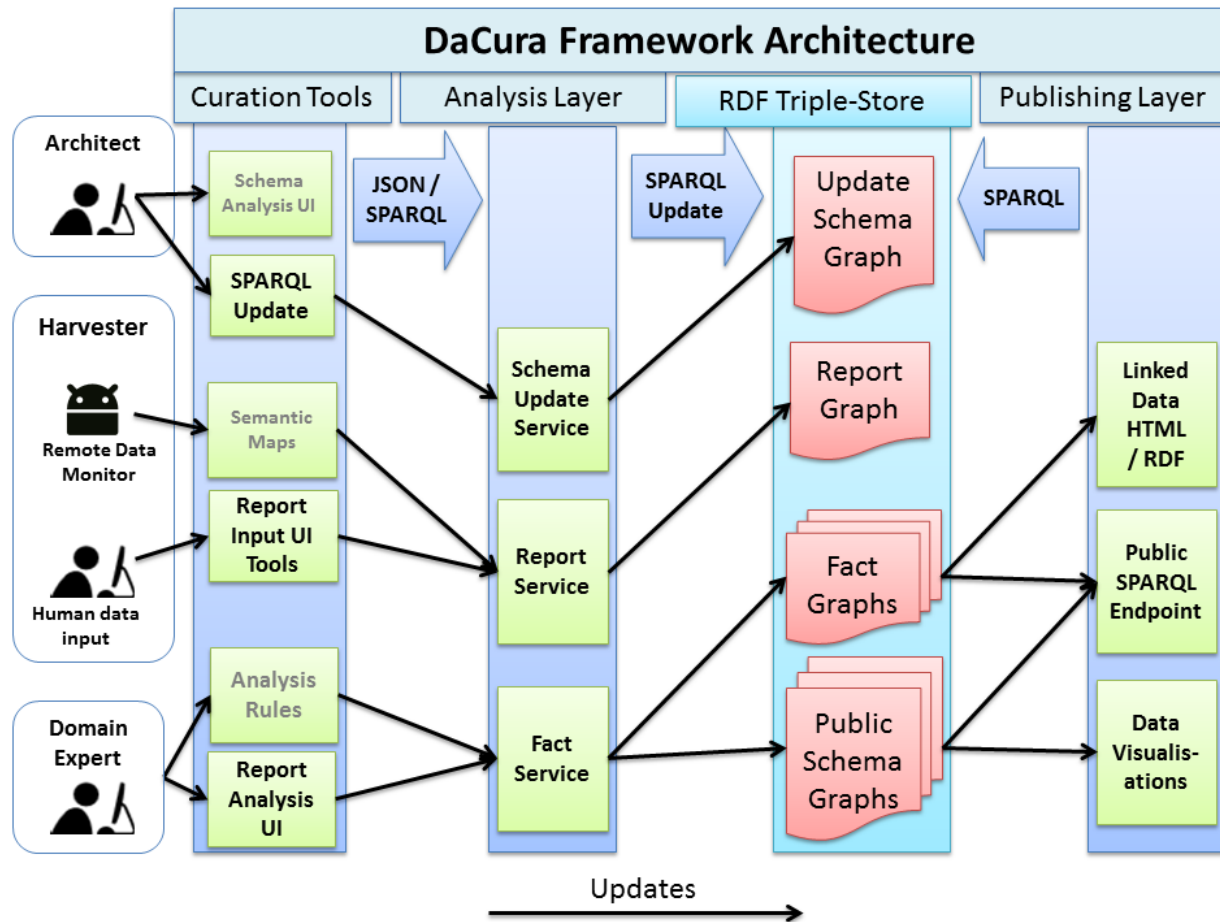 DaCura Framework Architecture
Curation Tools
Analysis Layer
RDF Triple-Store
Publishing Layer
Architect
Schema
Analysis UI
SPARQL
Update
JSON /
SPARQL
SPARQL
Update
Update
Schema
Graph
SPARQL
Harvester
Remote Data
Monitor
Human data
input
Semantic
Maps
Report
Input UI
Tools
Schema
Update
Service
Report
Service
Report
Graph
Fact
Graphs
Linked
Data
HTML
/ RDF
Public
SPARQL
Endpoint
Domain
Expert
Analysis
Rules
Report
Analysis
UI
Fact
Service
Public
Schema
Graphs
Data
Visualis-
ations
Updates